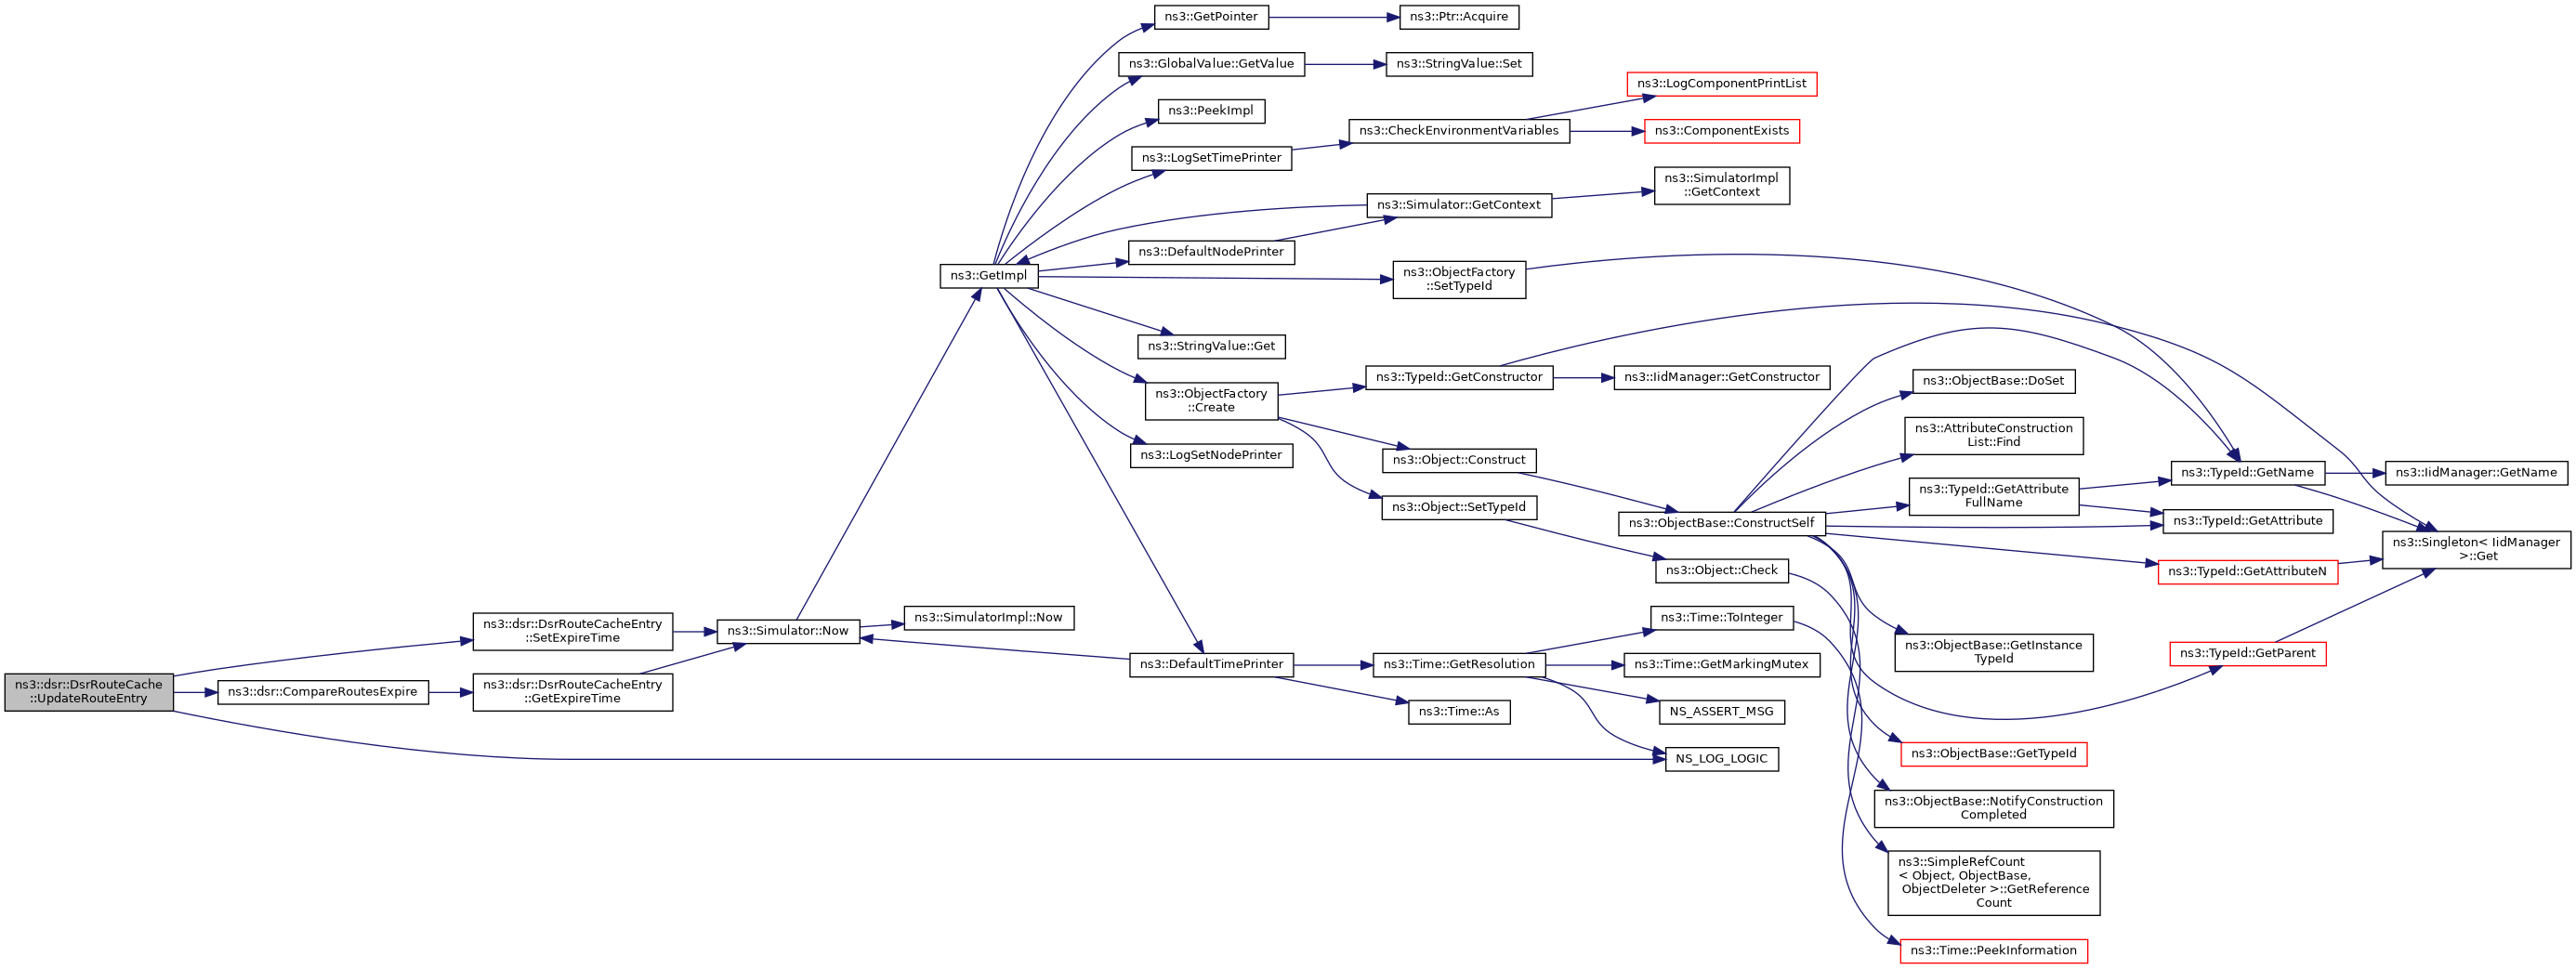 ns3::GetPointer
ns3::Ptr::Acquire
ns3::GlobalValue::GetValue
ns3::StringValue::Set
ns3::LogComponentPrintList
ns3::PeekImpl
ns3::CheckEnvironmentVariables
ns3::ComponentExists
ns3::LogSetTimePrinter
ns3::SimulatorImpl
::GetContext
ns3::Simulator::GetContext
ns3::DefaultNodePrinter
ns3::GetImpl
ns3::ObjectFactory
::SetTypeId
ns3::StringValue::Get
ns3::TypeId::GetConstructor
ns3::IidManager::GetConstructor
ns3::ObjectBase::DoSet
ns3::ObjectFactory
::Create
ns3::AttributeConstruction
List::Find
ns3::LogSetNodePrinter
ns3::Object::Construct
ns3::TypeId::GetName
ns3::IidManager::GetName
ns3::TypeId::GetAttribute
FullName
ns3::Object::SetTypeId
ns3::ObjectBase::ConstructSelf
ns3::TypeId::GetAttribute
ns3::Singleton< IidManager
>::Get
ns3::Object::Check
ns3::TypeId::GetAttributeN
ns3::dsr::DsrRouteCacheEntry
::SetExpireTime
ns3::Simulator::Now
ns3::SimulatorImpl::Now
ns3::Time::ToInteger
ns3::ObjectBase::GetInstance
TypeId
ns3::TypeId::GetParent
ns3::DefaultTimePrinter
ns3::Time::GetResolution
ns3::Time::GetMarkingMutex
ns3::dsr::DsrRouteCache
::UpdateRouteEntry
ns3::dsr::CompareRoutesExpire
ns3::dsr::DsrRouteCacheEntry
::GetExpireTime
ns3::Time::As
NS_ASSERT_MSG
NS_LOG_LOGIC
ns3::ObjectBase::GetTypeId
ns3::ObjectBase::NotifyConstruction
Completed
ns3::SimpleRefCount
< Object, ObjectBase,
ObjectDeleter >::GetReference
Count
ns3::Time::PeekInformation